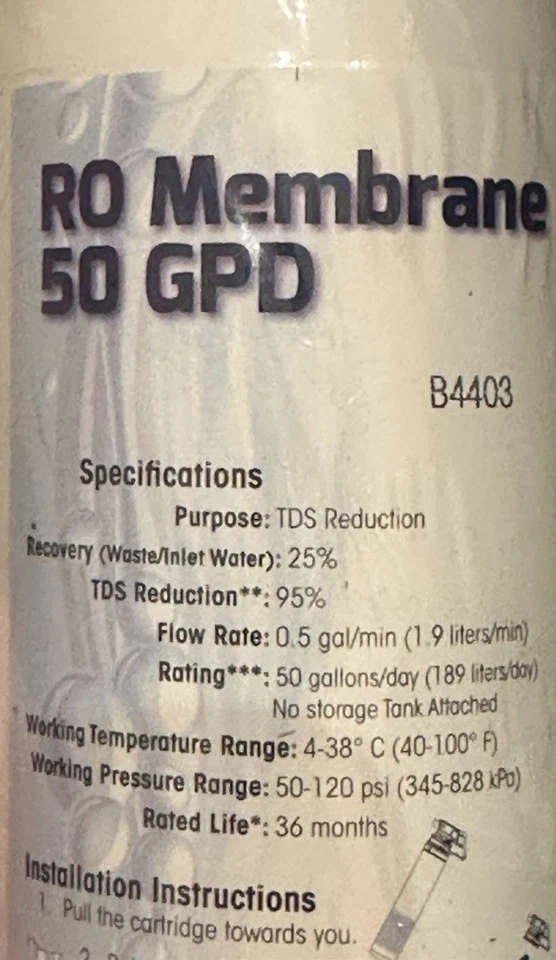 RO Membrane
50 GPD
B4403
Specifications
Purpose: TDS Reduction
Recovery (Waste/Inlet Water): 25%
TDS Reduction**: 95%
Flow Rate: 0.5 gal/min (1.9 liters/min)
Rating***: 50 gallons/day (189 liters/day)
No storage Tank Attached
Working Temperature Range: 4-38° C (40-100° F)
Working Pressure Range: 50-120 psi (345-828 kPa)
Rated Life*: 36 months
Installation Instructions
1. Pull the cartridge towards you.
2.